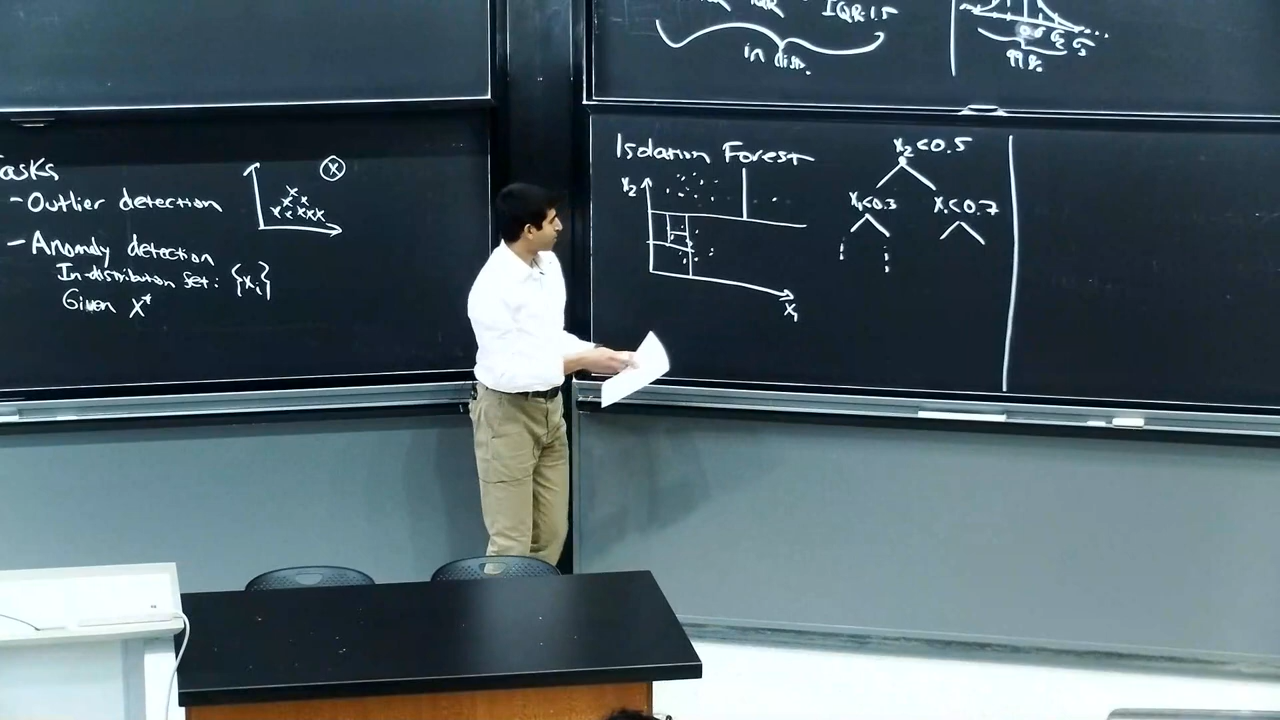 Tasks
- Outlier detection
- Anomaly detection
In-distribution set: {xᵢ}
Given X*
X
x x
x x x x x x
IQR·1.5
in dist.
99%
Isolation Forest
x₂
x₁
x₂<0.5
x₁<0.3
x₁<0.7